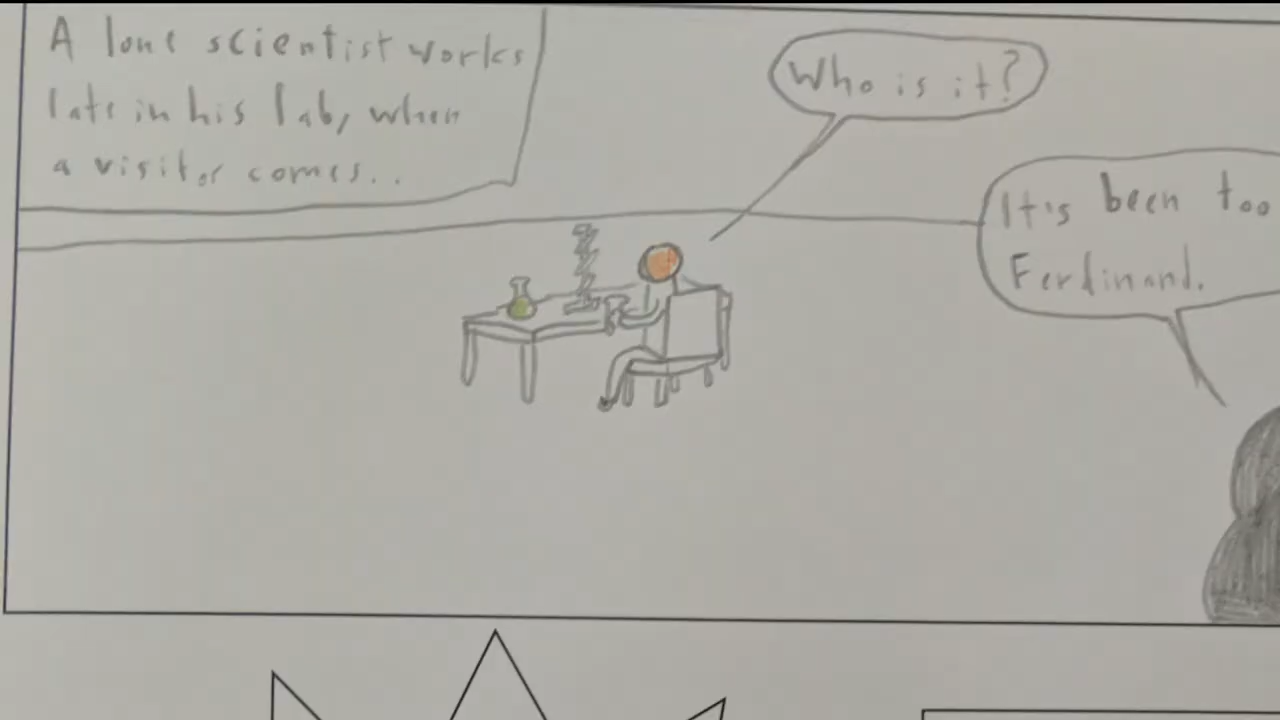 A lone scientist works
late in his lab, when
a visitor comes..
Who is it?
It's been too
Ferdinand.